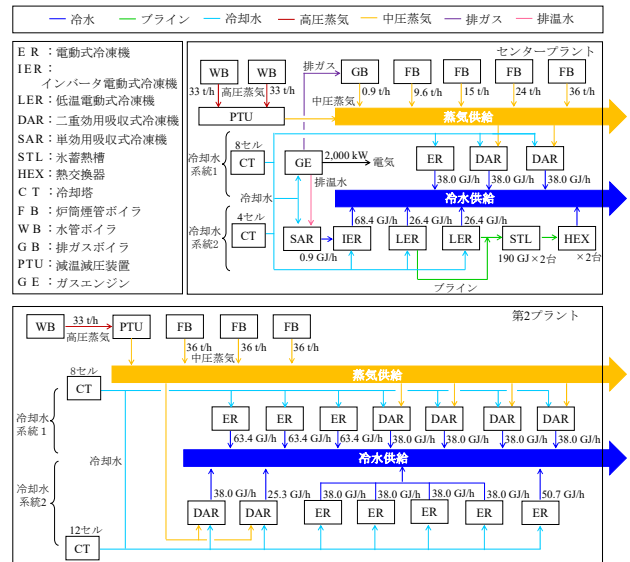 冷水 ブライン 冷却水 高圧蒸気 中圧蒸気 排ガス 排温水
ER:電動式冷凍機
IER:
インバータ電動式冷凍機
LER:低温電動式冷凍機
DAR:二重効用吸収式冷凍機
SAR:単効用吸収式冷凍機
STL:氷蓄熱槽
HEX:熱交換器
CT:冷却塔
FB:炉筒煙管ボイラ
WB:水管ボイラ
GB:排ガスボイラ
PTU:減温減圧装置
GE:ガスエンジン
センタープラント
排ガス
WB WB GB FB FB FB FB
33 t/h 高圧蒸気 33 t/h 0.9 t/h 9.6 t/h 15 t/h 24 t/h 36 t/h
中圧蒸気
PTU 蒸気供給
冷却水
系統1
8セル
CT GE 2,000 kW 電気 ER DAR DAR
排温水 38.0 GJ/h 38.0 GJ/h 38.0 GJ/h
冷却水 冷水供給
冷却水
系統2
4セル
CT 68.4 GJ/h 26.4 GJ/h 26.4 GJ/h
SAR IER LER LER STL HEX
0.9 GJ/h 190 GJ×2台 ×2台
ブライン
第2プラント
WB 33 t/h PTU FB FB FB
高圧蒸気 36 t/h 36 t/h 36 t/h
中圧蒸気
8セル
CT 蒸気供給
冷却水
系統1
ER ER ER DAR DAR DAR DAR
63.4 GJ/h 63.4 GJ/h 63.4 GJ/h 38.0 GJ/h 38.0 GJ/h 38.0 GJ/h 38.0 GJ/h
冷却水 冷水供給
冷却水
系統2
38.0 GJ/h 25.3 GJ/h 38.0 GJ/h 38.0 GJ/h 38.0 GJ/h 38.0 GJ/h 38.0 GJ/h 50.7 GJ/h
DAR DAR ER ER ER ER ER
12セル
CT